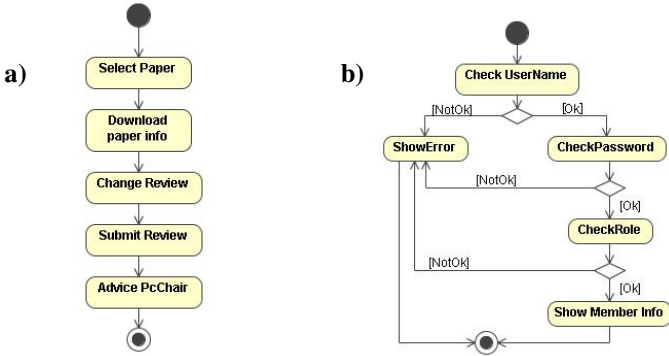 a)
Select Paper
Download
paper info
Change Review
Submit Review
Advice PcChair
b)
Check UserName
[NotOk]
[Ok]
ShowError
CheckPassword
[NotOk]
[Ok]
CheckRole
[NotOk]
[Ok]
Show Member Info